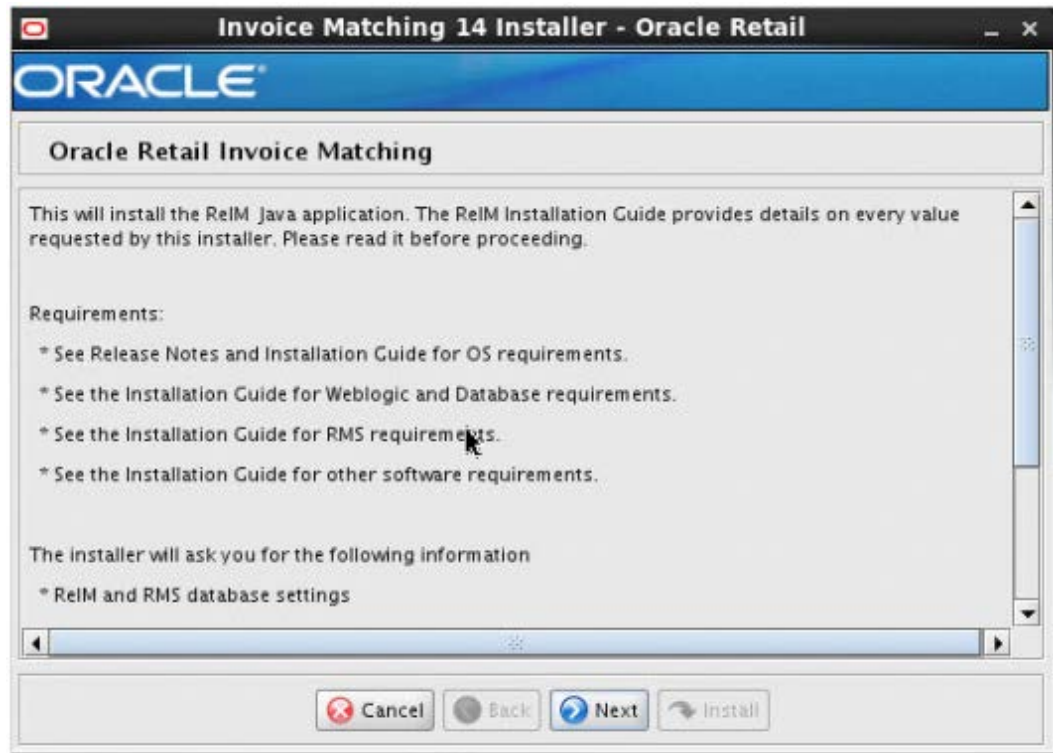 Invoice Matching 14 Installer - Oracle Retail
ORACLE
Oracle Retail Invoice Matching
This will install the ReIM Java application. The ReIM Installation Guide provides details on every value
requested by this installer. Please read it before proceeding.
Requirements:
* See Release Notes and Installation Guide for OS requirements.
* See the Installation Guide for Weblogic and Database requirements.
* See the Installation Guide for RMS requirements.
* See the Installation Guide for other software requirements.
The installer will ask you for the following information
* ReIM and RMS database settings
Cancel Back Next Install